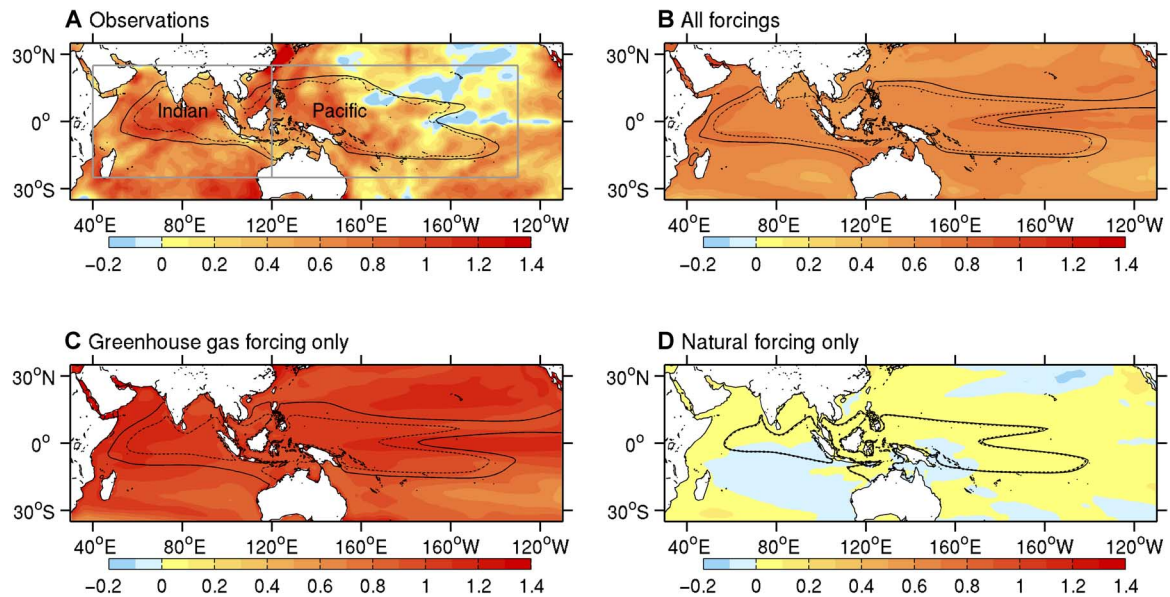 A Observations
30°N
0°
30°S
Indian
Pacific
40°E 80°E 120°E 160°E 160°W 120°W
−0.2 0 0.2 0.4 0.6 0.8 1 1.2 1.4
B All forcings
30°N
0°
30°S
40°E 80°E 120°E 160°E 160°W 120°W
−0.2 0 0.2 0.4 0.6 0.8 1 1.2 1.4
C Greenhouse gas forcing only
30°N
0°
30°S
40°E 80°E 120°E 160°E 160°W 120°W
−0.2 0 0.2 0.4 0.6 0.8 1 1.2 1.4
D Natural forcing only
30°N
0°
30°S
40°E 80°E 120°E 160°E 160°W 120°W
−0.2 0 0.2 0.4 0.6 0.8 1 1.2 1.4